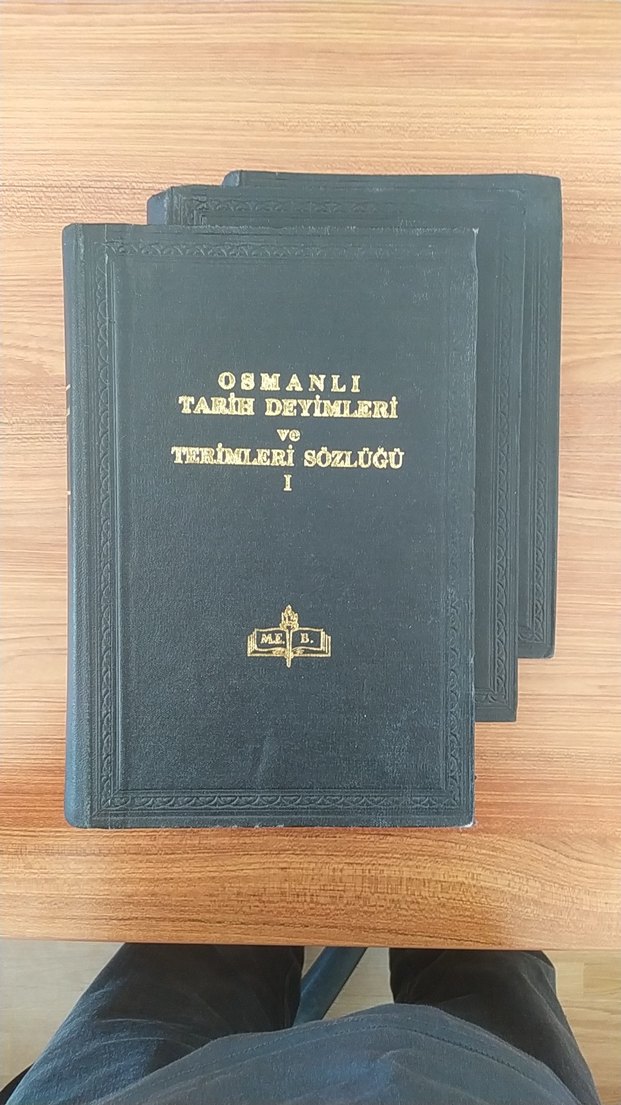 OSMANLI
TARİH DEYİMLERİ
ve
TERİMLERİ SÖZLÜĞÜ
I
M.E. B.